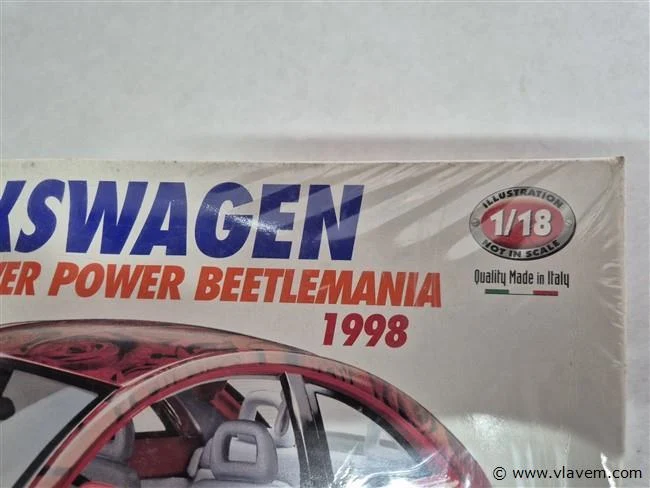 KSWAGEN
ER POWER BEETLEMANIA
1998
ILLUSTRATION
1/18
NOT IN SCALE
Quality Made in Italy
© www.vlavem.com